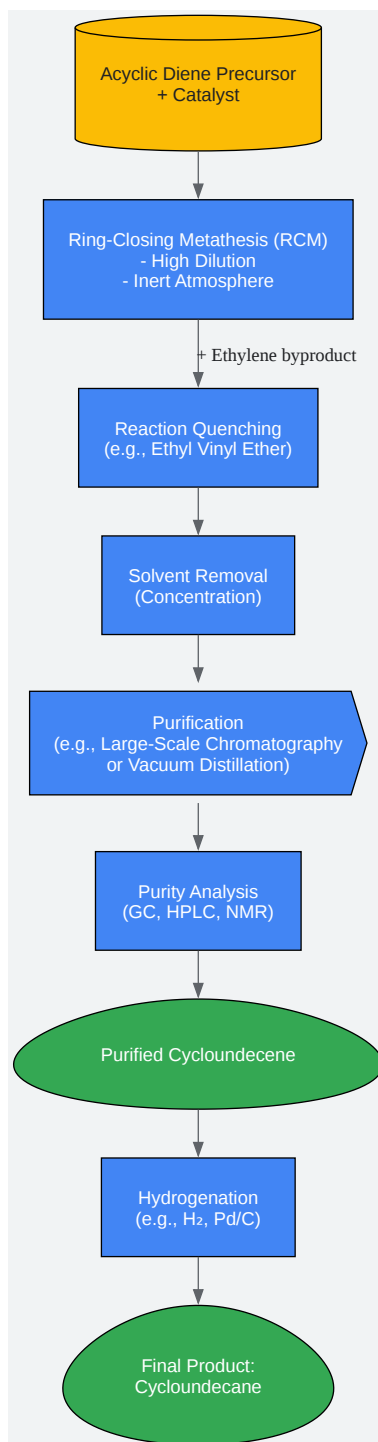 Acyclic Diene Precursor
+ Catalyst
Ring-Closing Metathesis (RCM)
- High Dilution
- Inert Atmosphere
+ Ethylene byproduct
Reaction Quenching
(e.g., Ethyl Vinyl Ether)
Solvent Removal
(Concentration)
Purification
(e.g., Large-Scale Chromatography
or Vacuum Distillation)
Purity Analysis
(GC, HPLC, NMR)
Purified Cycloundecene
Hydrogenation
(e.g., H₂, Pd/C)
Final Product:
Cycloundecane